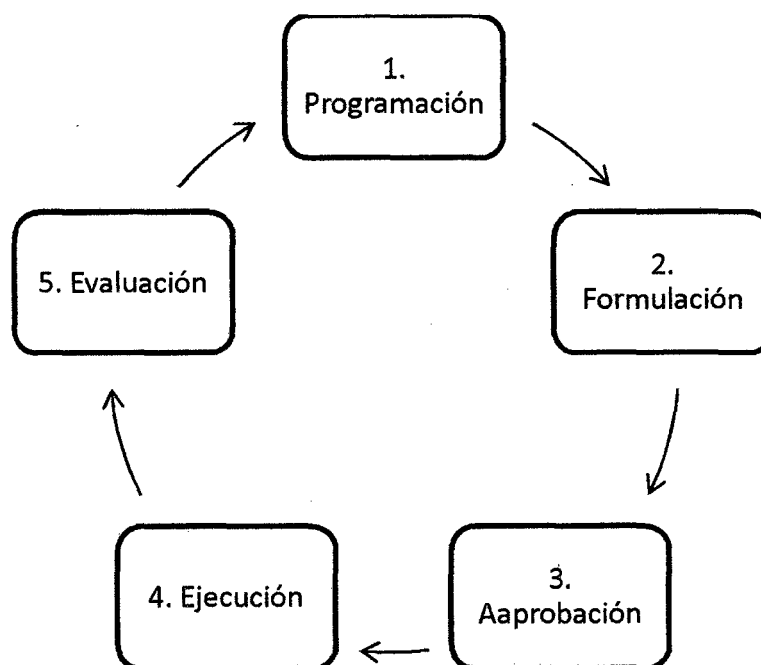 1.
Programación
2.
Formulación
3.
Aaprobación
4. Ejecución
5. Evaluación